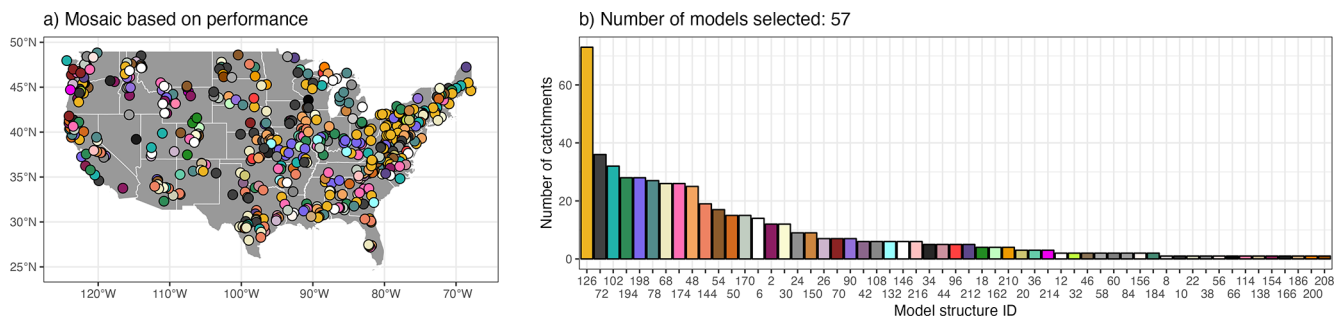 a) Mosaic based on performance
50°N
45°N
40°N
35°N
30°N
25°N
120°W 110°W 100°W 90°W 80°W 70°W
b) Number of models selected: 57
Number of catchments
60
40
20
0
126 102 198 68 48 54 170 2 24 26 90 108 146 34 96 18 210 36 12 46 60 156 8 22 56 114 154 186 208
72 194 78 174 144 50 6 30 150 70 42 132 216 44 212 162 20 214 32 58 84 184 10 38 66 138 166 200
Model structure ID